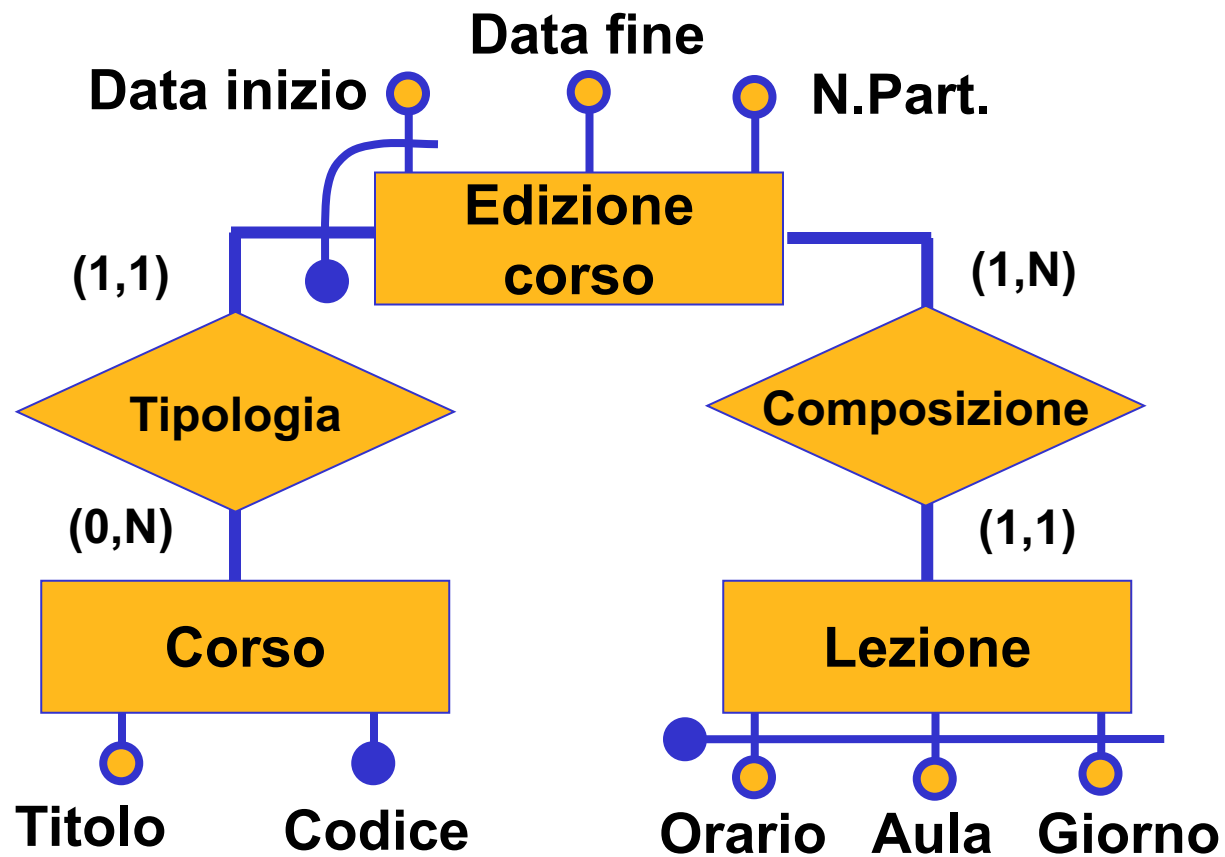 Data fine
Data inizio
N.Part.
Edizione
corso
(1,1)
(1,N)
Tipologia
Composizione
(0,N)
(1,1)
Corso
Lezione
Titolo
Codice
Orario
Aula
Giorno